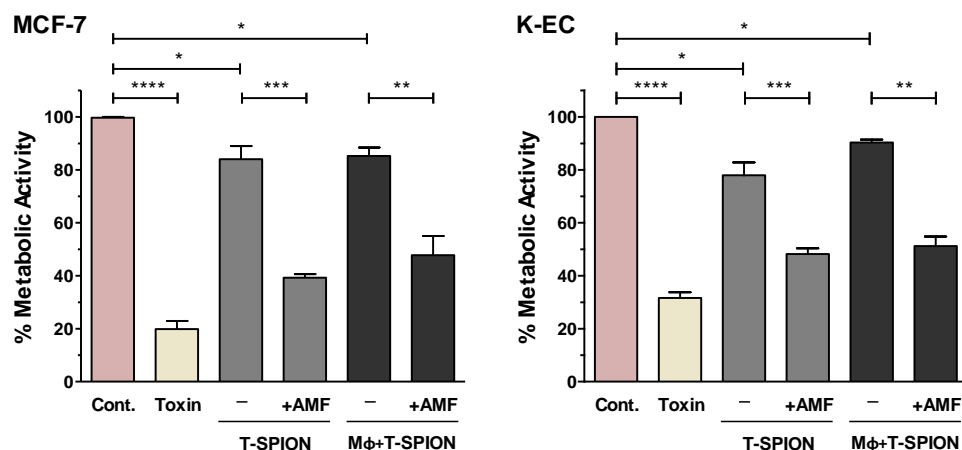 MCF-7
*
*
**** *** **
% Metabolic Activity
100
80
60
40
20
0
Cont. Toxin – +AMF – +AMF
T-SPION MΦ+T-SPION
K-EC
*
*
**** *** **
% Metabolic Activity
100
80
60
40
20
0
Cont. Toxin – +AMF – +AMF
T-SPION MΦ+T-SPION